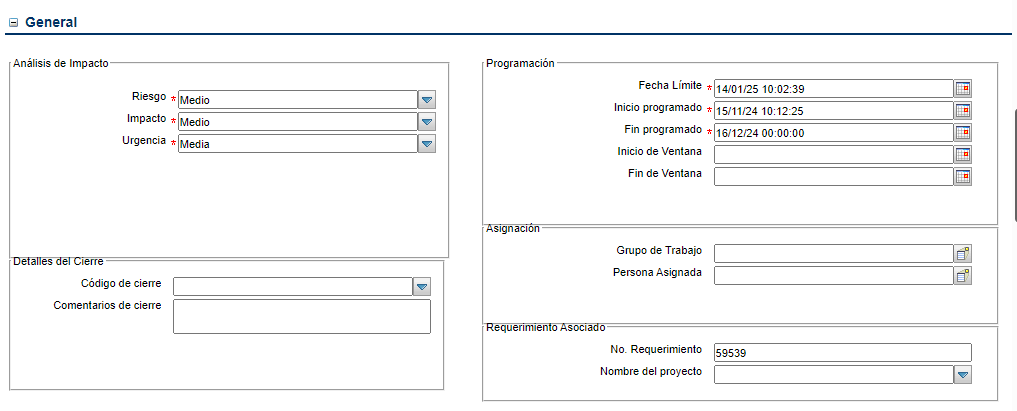 General
Análisis de Impacto
Riesgo * Medio
Impacto * Medio
Urgencia * Media
Detalles del Cierre
Código de cierre
Comentarios de cierre
Programación
Fecha Límite * 14/01/25 10:02:39
Inicio programado * 15/11/24 10:12:25
Fin programado * 16/12/24 00:00:00
Inicio de Ventana
Fin de Ventana
Asignación
Grupo de Trabajo
Persona Asignada
Requerimiento Asociado
No. Requerimiento 59539
Nombre del proyecto